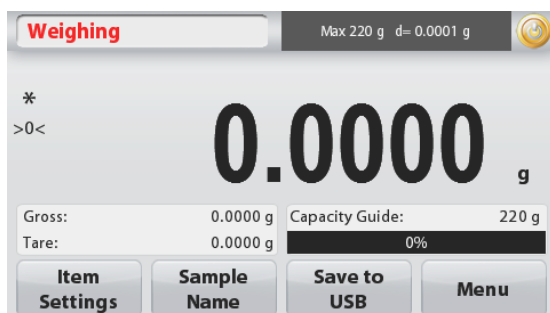 Weighing
Max 220 g d= 0.0001 g
*
>0<
0.0000 g
Gross: 0.0000 g
Tare: 0.0000 g
Capacity Guide: 220 g
0%
Item Settings
Sample Name
Save to USB
Menu